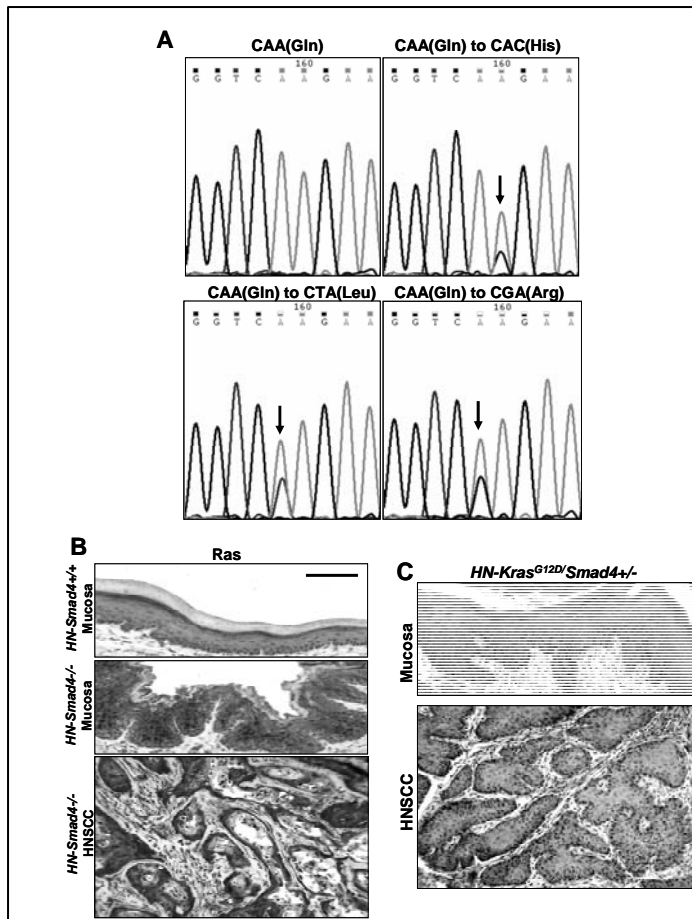 A
CAA(Gln)
CAA(Gln) to CAC(His)
160
G G T C A A G A A
160
G G T C A A G A A
CAA(Gln) to CTA(Leu)
CAA(Gln) to CGA(Arg)
160
G G T C A A G A A
160
G G T C A A G A A
B
Ras
HN-Smad4+/+
Mucosa
HN-Smad4-/-
Mucosa
HN-Smad4-/-
HNSCC
C
HN-KrasG12D/Smad4+/-
Mucosa
HNSCC